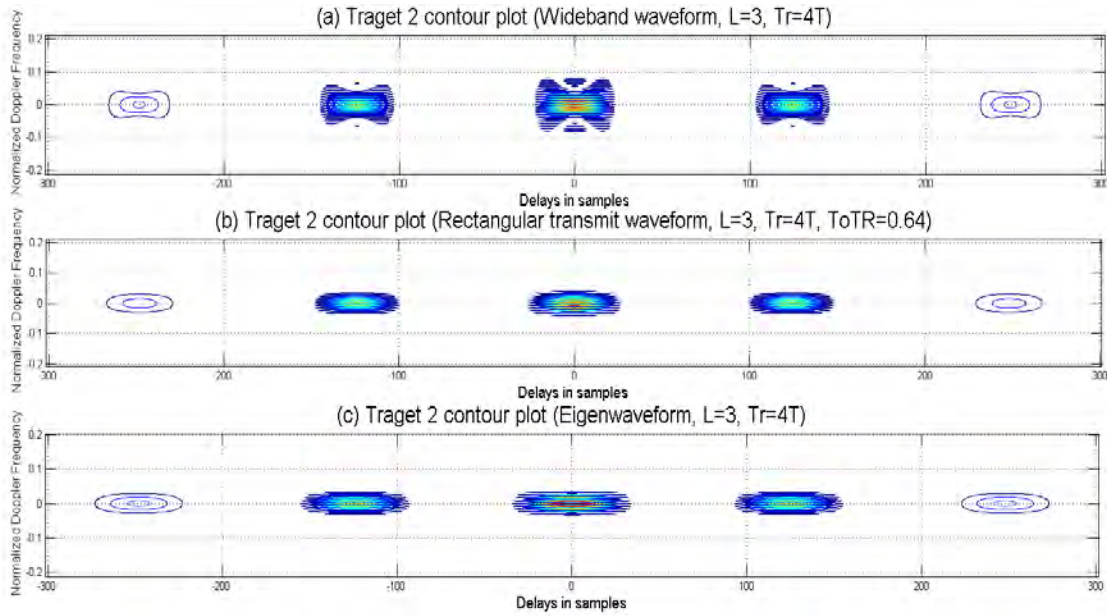 (a) Traget 2 contour plot (Wideband waveform, L=3, Tr=4T)
Normalized Doppler Frequency
0.2
0.1
0
-0.1
-0.2
-300 -200 -100 0 100 200 300
Delays in samples
(b) Traget 2 contour plot (Rectangular transmit waveform, L=3, Tr=4T, ToTR=0.64)
Normalized Doppler Frequency
0.2
0.1
0
-0.1
-0.2
-300 -200 -100 0 100 200 300
Delays in samples
(c) Traget 2 contour plot (Eigenwaveform, L=3, Tr=4T)
Normalized Doppler Frequency
0.2
0.1
0
-0.1
-0.2
-300 -200 -100 0 100 200 300
Delays in samples